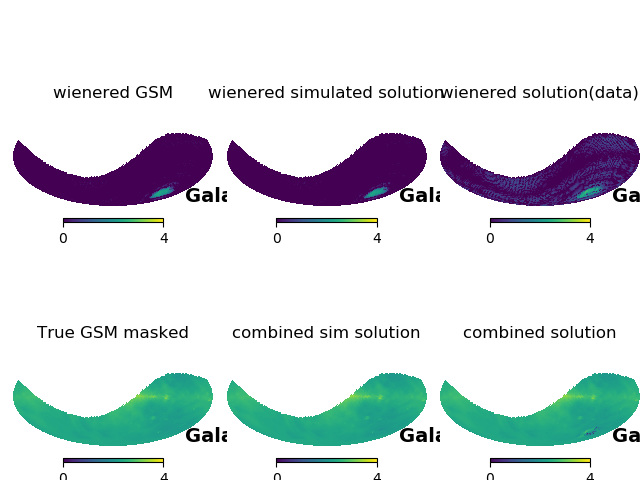 wienered GSM
wienered simulated solution
wienered solution(data)
Gala
Gala
Ga
0 4
0 4
0 4
True GSM masked
combined sim solution
combined solution
Gala
Gala
Ga
0 4
0 4
0 4